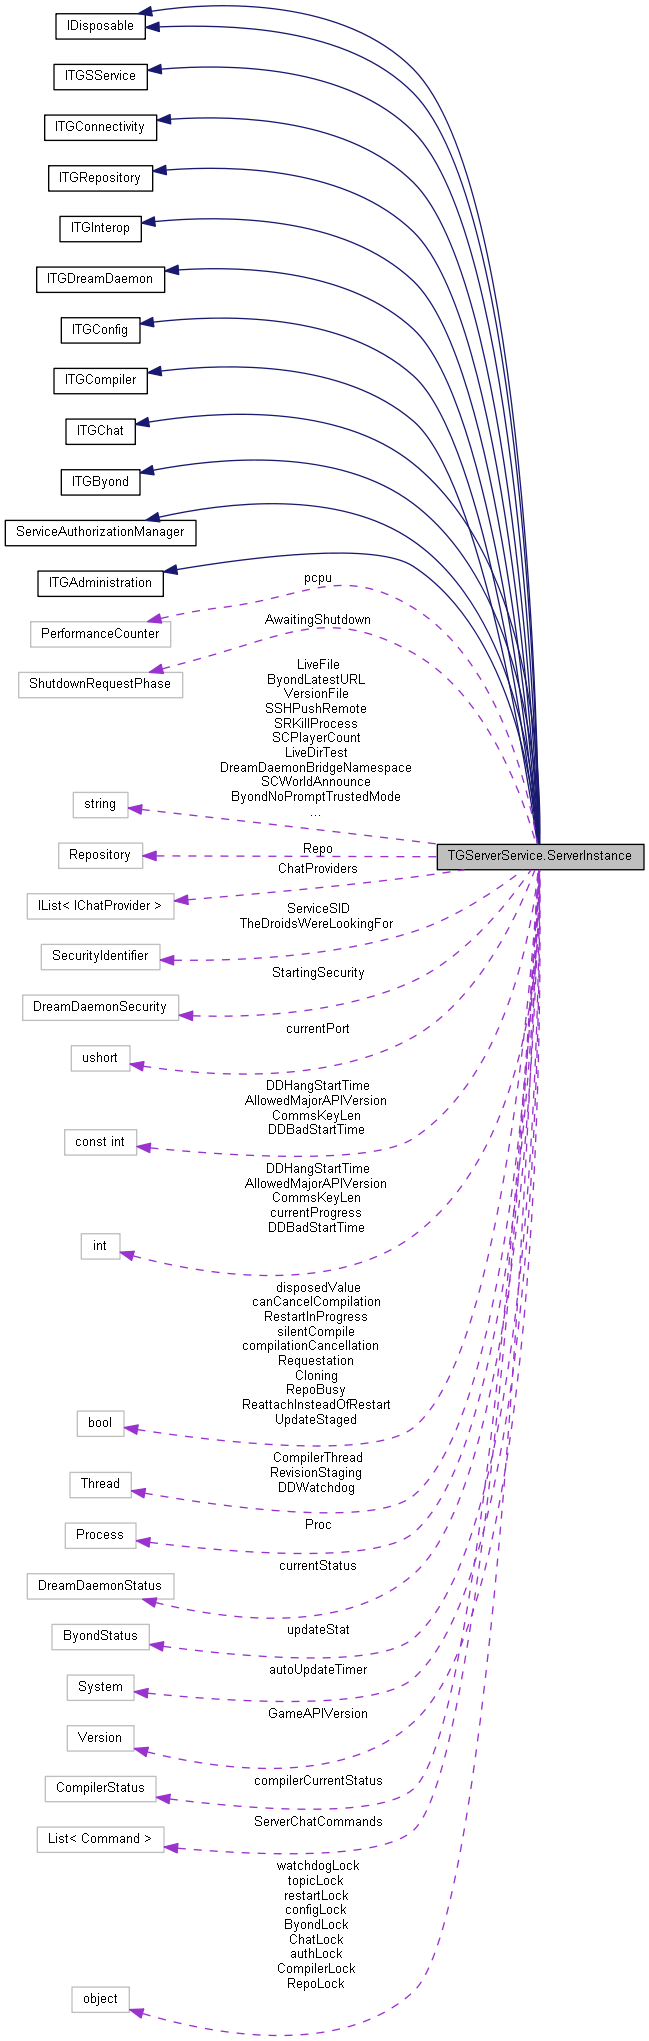 IDisposable
ITGSService
ITGConnectivity
ITGRepository
ITGInterop
ITGDreamDaemon
ITGConfig
ITGCompiler
ITGChat
ITGByond
ServiceAuthorizationManager
ITGAdministration
pcpu
PerformanceCounter
AwaitingShutdown
ShutdownRequestPhase
LiveFile
ByondLatestURL
VersionFile
SSHPushRemote
SRKillProcess
SCPlayerCount
LiveDirTest
DreamDaemonBridgeNamespace
SCWorldAnnounce
ByondNoPromptTrustedMode
...
string
TGServerService.ServerInstance
Repo
Repository
ChatProviders
IList< IChatProvider >
ServiceSID
TheDroidsWereLookingFor
SecurityIdentifier
StartingSecurity
DreamDaemonSecurity
currentPort
ushort
DDHangStartTime
AllowedMajorAPIVersion
CommsKeyLen
DDBadStartTime
const int
DDHangStartTime
AllowedMajorAPIVersion
CommsKeyLen
currentProgress
DDBadStartTime
int
disposedValue
canCancelCompilation
RestartInProgress
silentCompile
compilationCancellation
Requestation
Cloning
RepoBusy
ReattachInsteadOfRestart
UpdateStaged
bool
CompilerThread
RevisionStaging
DDWatchdog
Thread
Proc
Process
currentStatus
DreamDaemonStatus
updateStat
ByondStatus
autoUpdateTimer
System
GameAPIVersion
Version
compilerCurrentStatus
CompilerStatus
ServerChatCommands
List< Command >
watchdogLock
topicLock
restartLock
configLock
ByondLock
ChatLock
authLock
CompilerLock
RepoLock
object